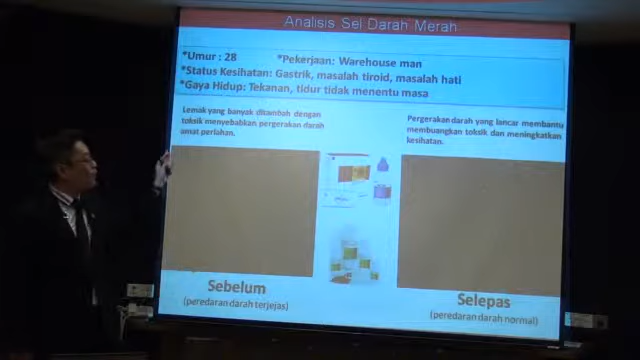 Analisis Sel Darah Merah
*Umur : 28 *Pekerjaan: Warehouse man
*Status Kesihatan: Gastrik, masalah tiroid, masalah hati
*Gaya Hidup: Tekanan, tidur tidak menentu masa
Lemak yang banyak ditambah dengan
toksik menyebabkan pergerakan darah
amat perlahan.
Pergerakan darah yang lancar membantu
membuangkan toksik dan meningkatkan
kesihatan.
Sebelum
(peredaran darah terjejas)
Selepas
(peredaran darah normal)